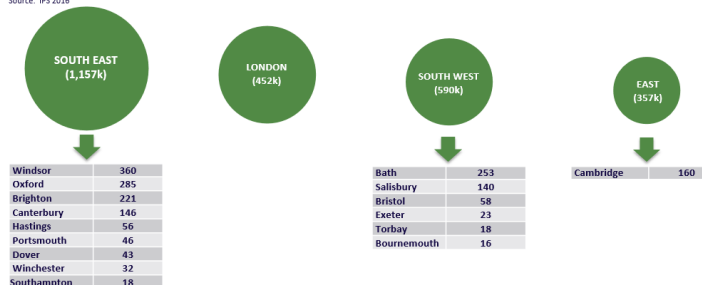 Source: IPS 2016
SOUTH EAST
(1,157k)
LONDON
(452k)
SOUTH WEST
(590k)
EAST
(357k)
Windsor 360
Oxford 285
Brighton 221
Canterbury 146
Hastings 56
Portsmouth 46
Dover 43
Winchester 32
Southampton 18
Bath 253
Salisbury 140
Bristol 58
Exeter 23
Torbay 18
Bournemouth 16
Cambridge 160